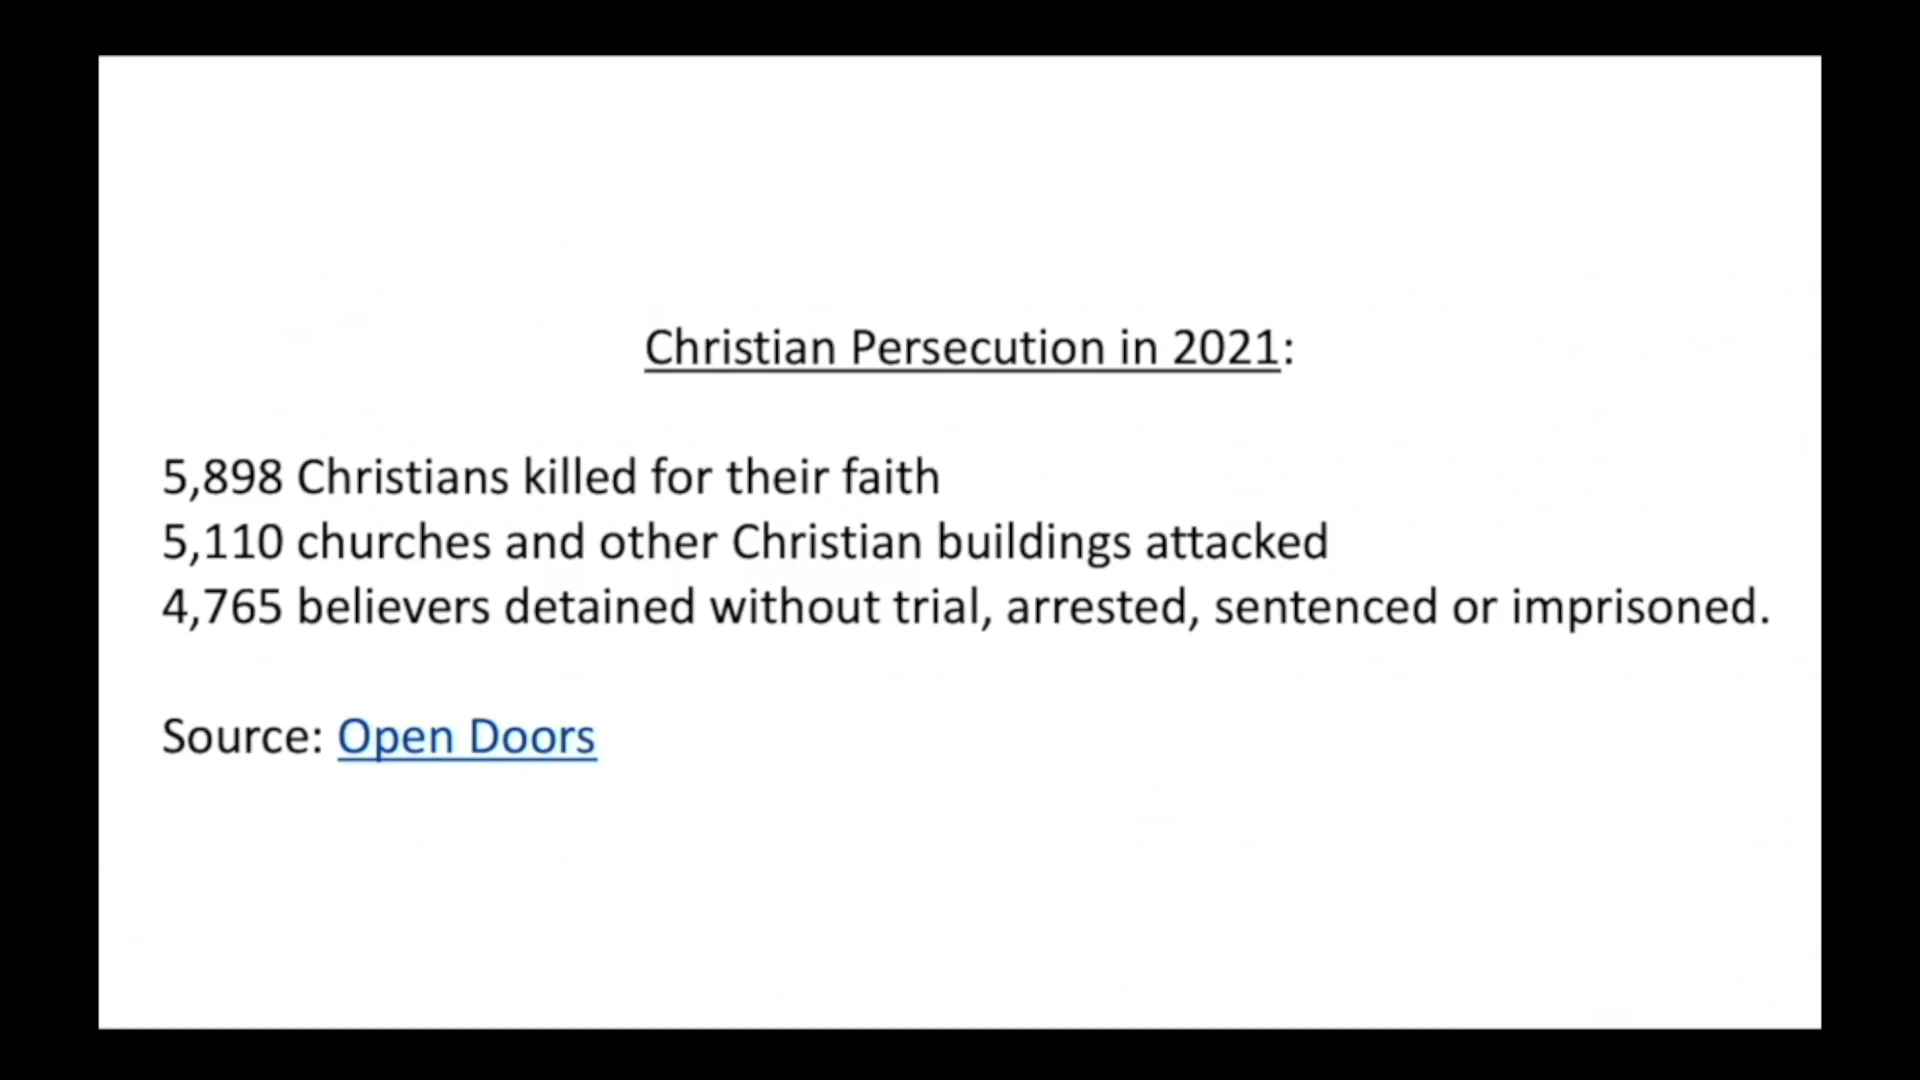 Christian Persecution in 2021:
5,898 Christians killed for their faith
5,110 churches and other Christian buildings attacked
4,765 believers detained without trial, arrested, sentenced or imprisoned.
Source: Open Doors